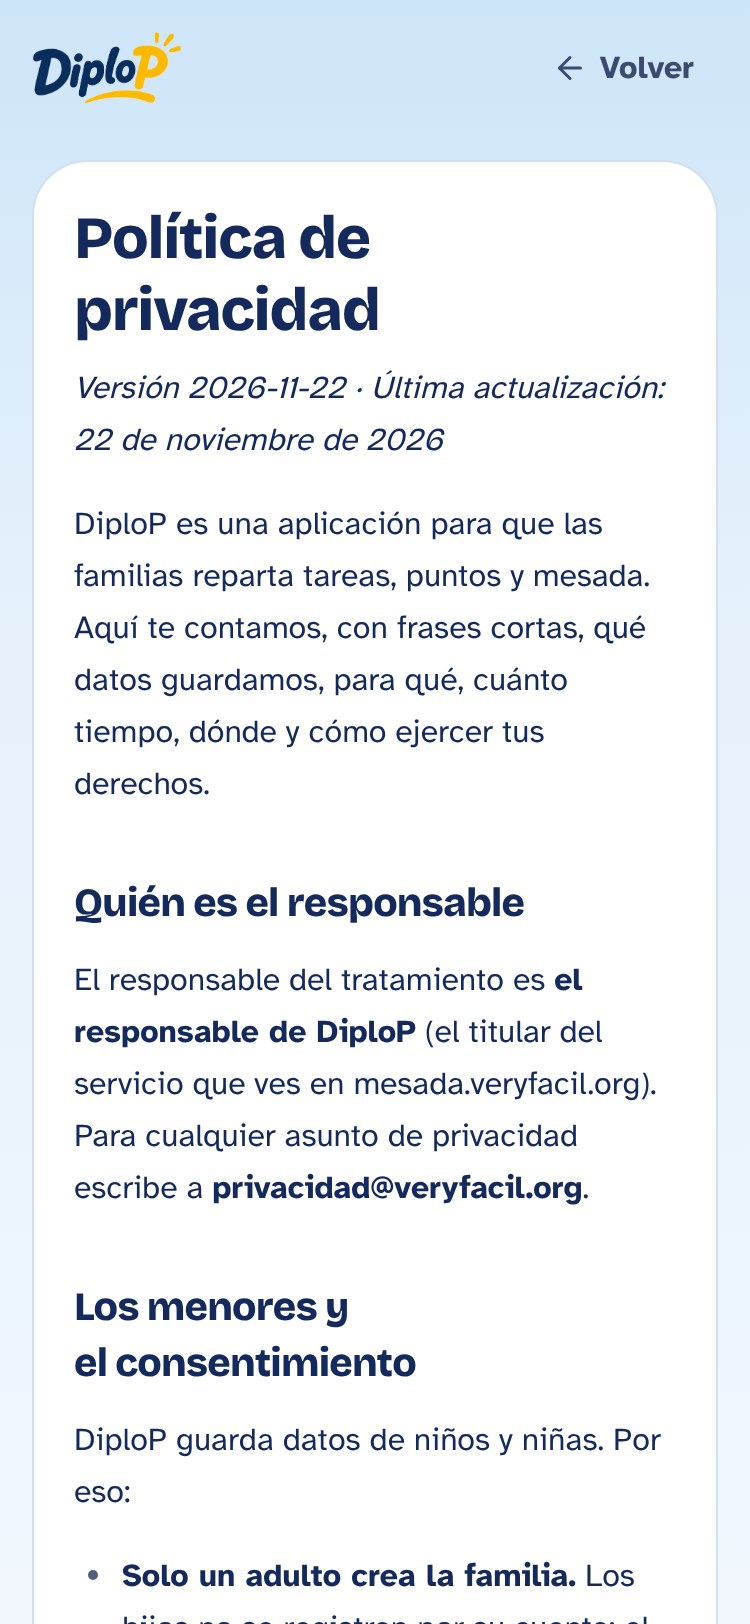 DiploP
← Volver
Política de
privacidad
Versión 2026-11-22 · Última actualización:
22 de noviembre de 2026
DiploP es una aplicación para que las
familias reparta tareas, puntos y mesada.
Aquí te contamos, con frases cortas, qué
datos guardamos, para qué, cuánto
tiempo, dónde y cómo ejercer tus
derechos.
Quién es el responsable
El responsable del tratamiento es el
responsable de DiploP (el titular del
servicio que ves en mesada.veryfacil.org).
Para cualquier asunto de privacidad
escribe a privacidad@veryfacil.org.
Los menores y
el consentimiento
DiploP guarda datos de niños y niñas. Por
eso:
• Solo un adulto crea la familia. Los